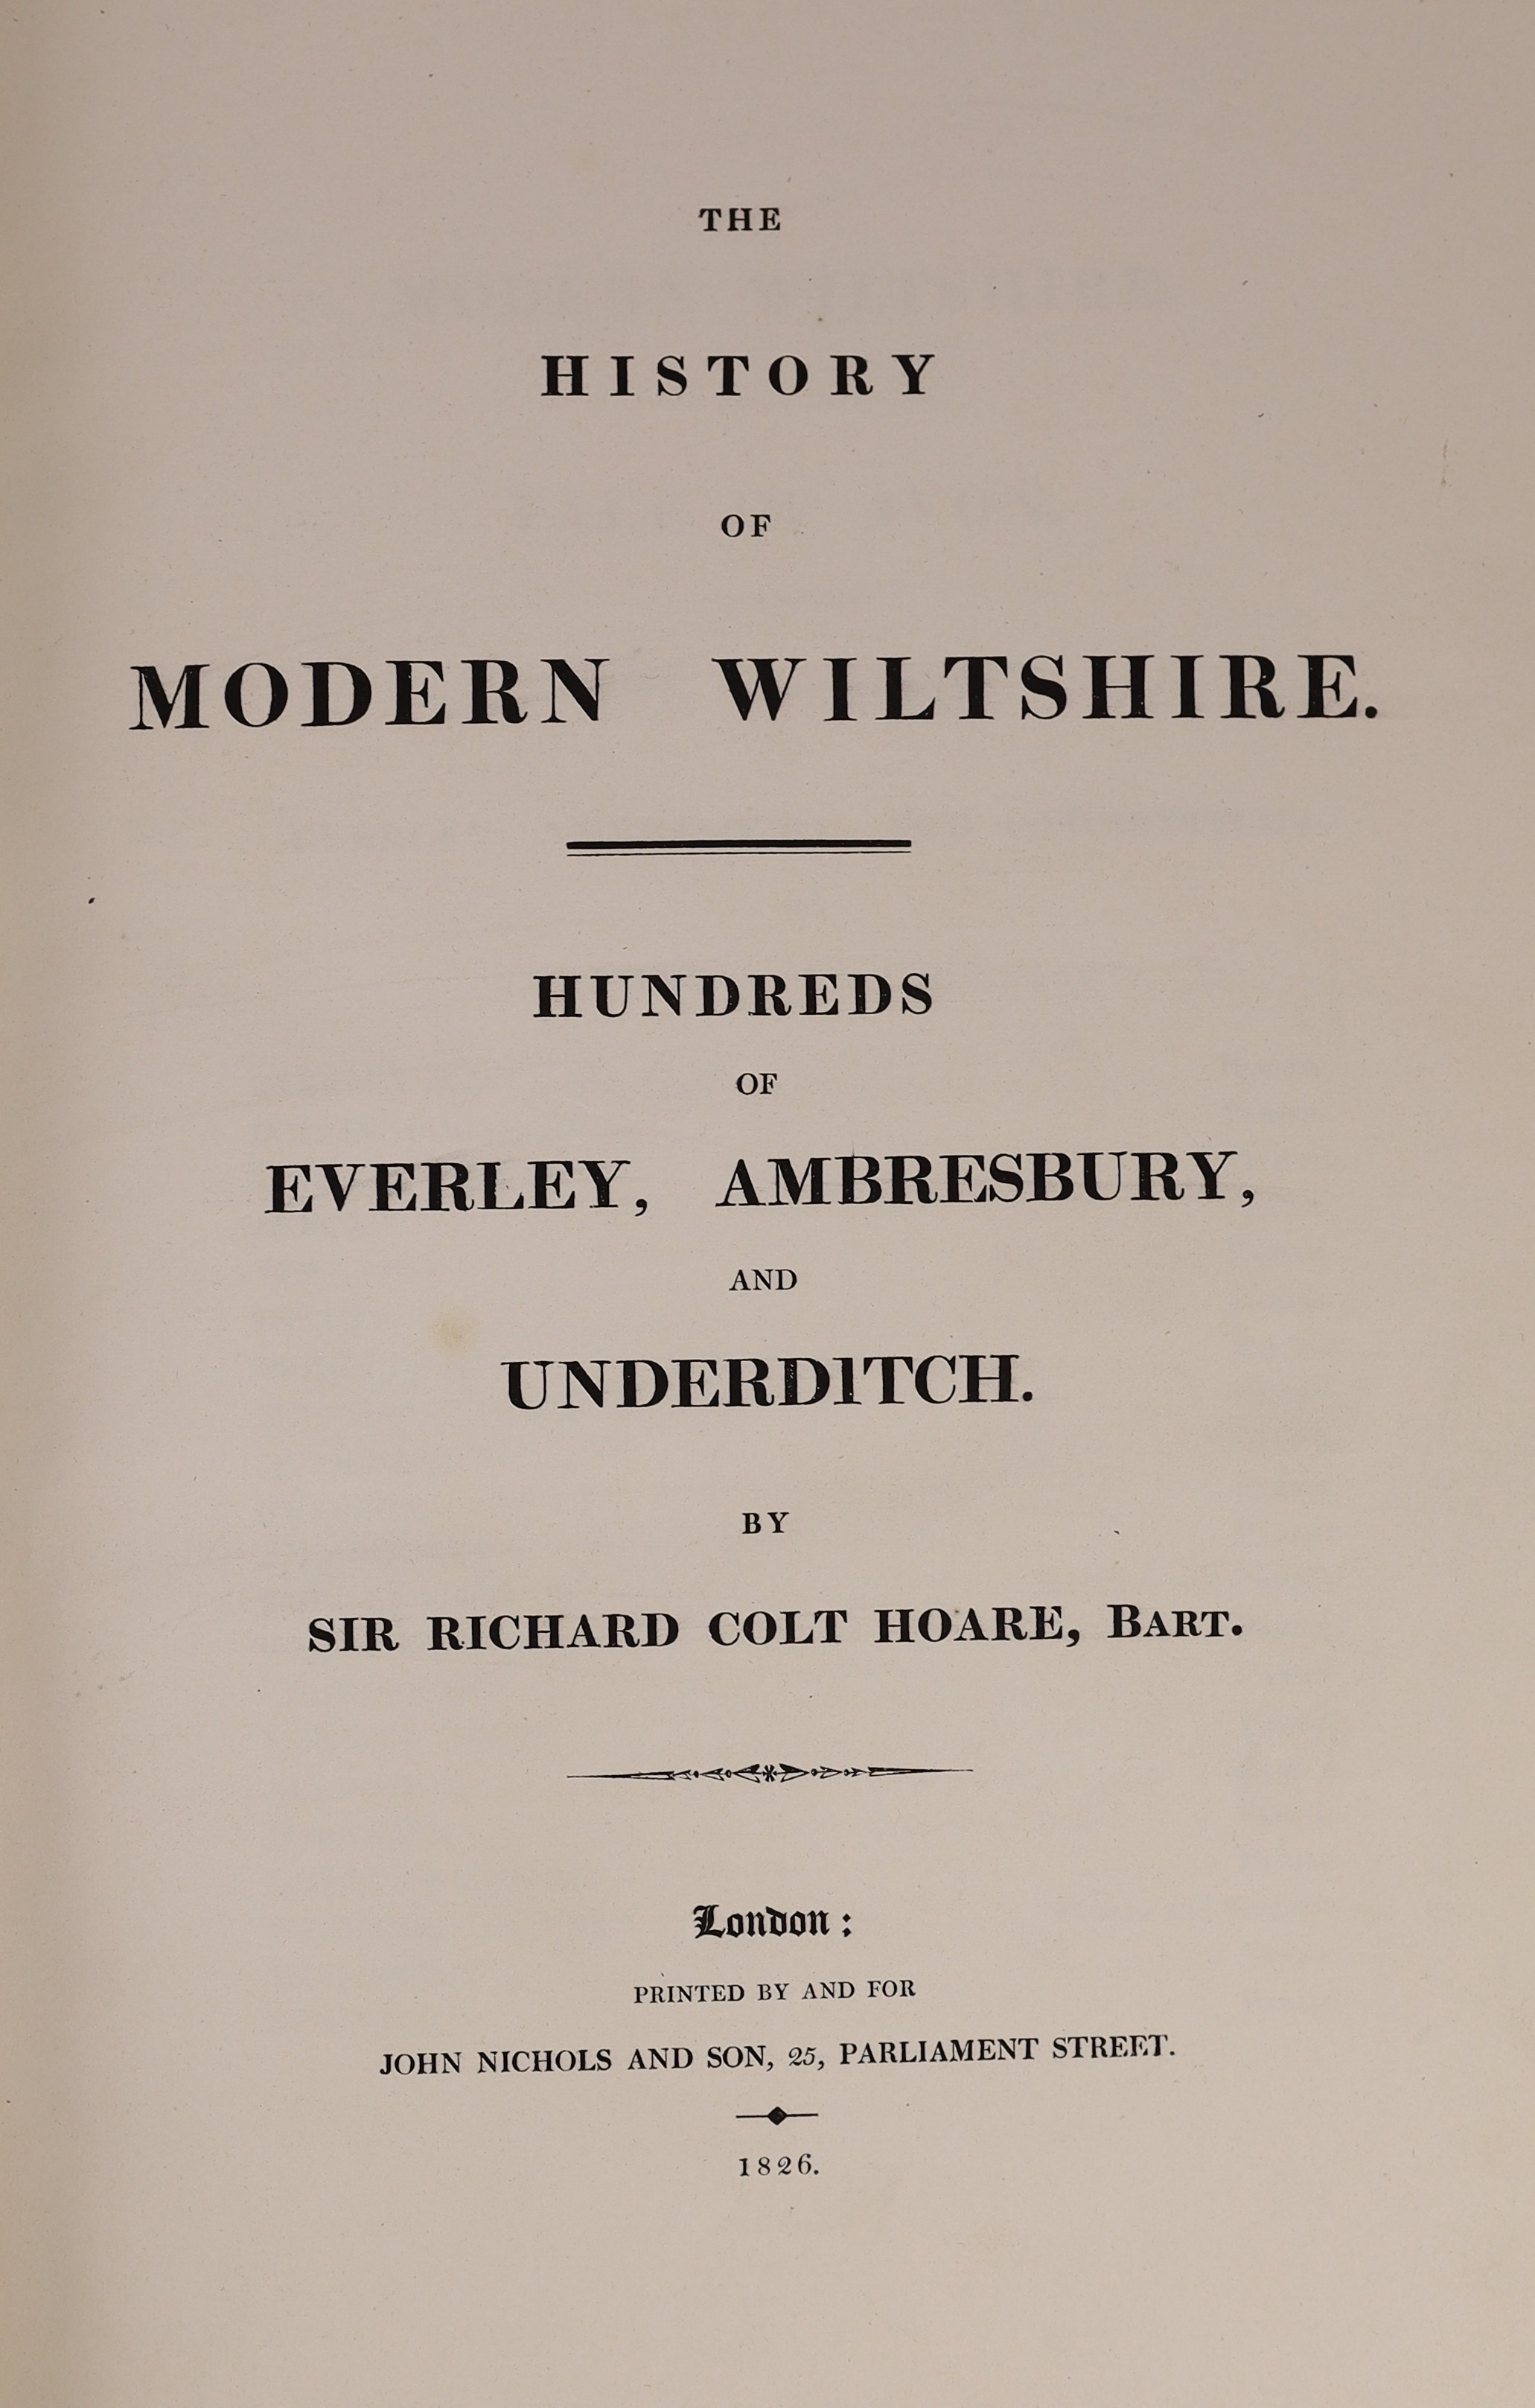 THE
HISTORY
OF
MODERN WILTSHIRE.
HUNDREDS
OF
EVERLEY, AMBRESBURY,
AND
UNDERDITCH.
BY
SIR RICHARD COLT HOARE, BART.
London:
PRINTED BY AND FOR
JOHN NICHOLS AND SON, 25, PARLIAMENT STREET.
1826.